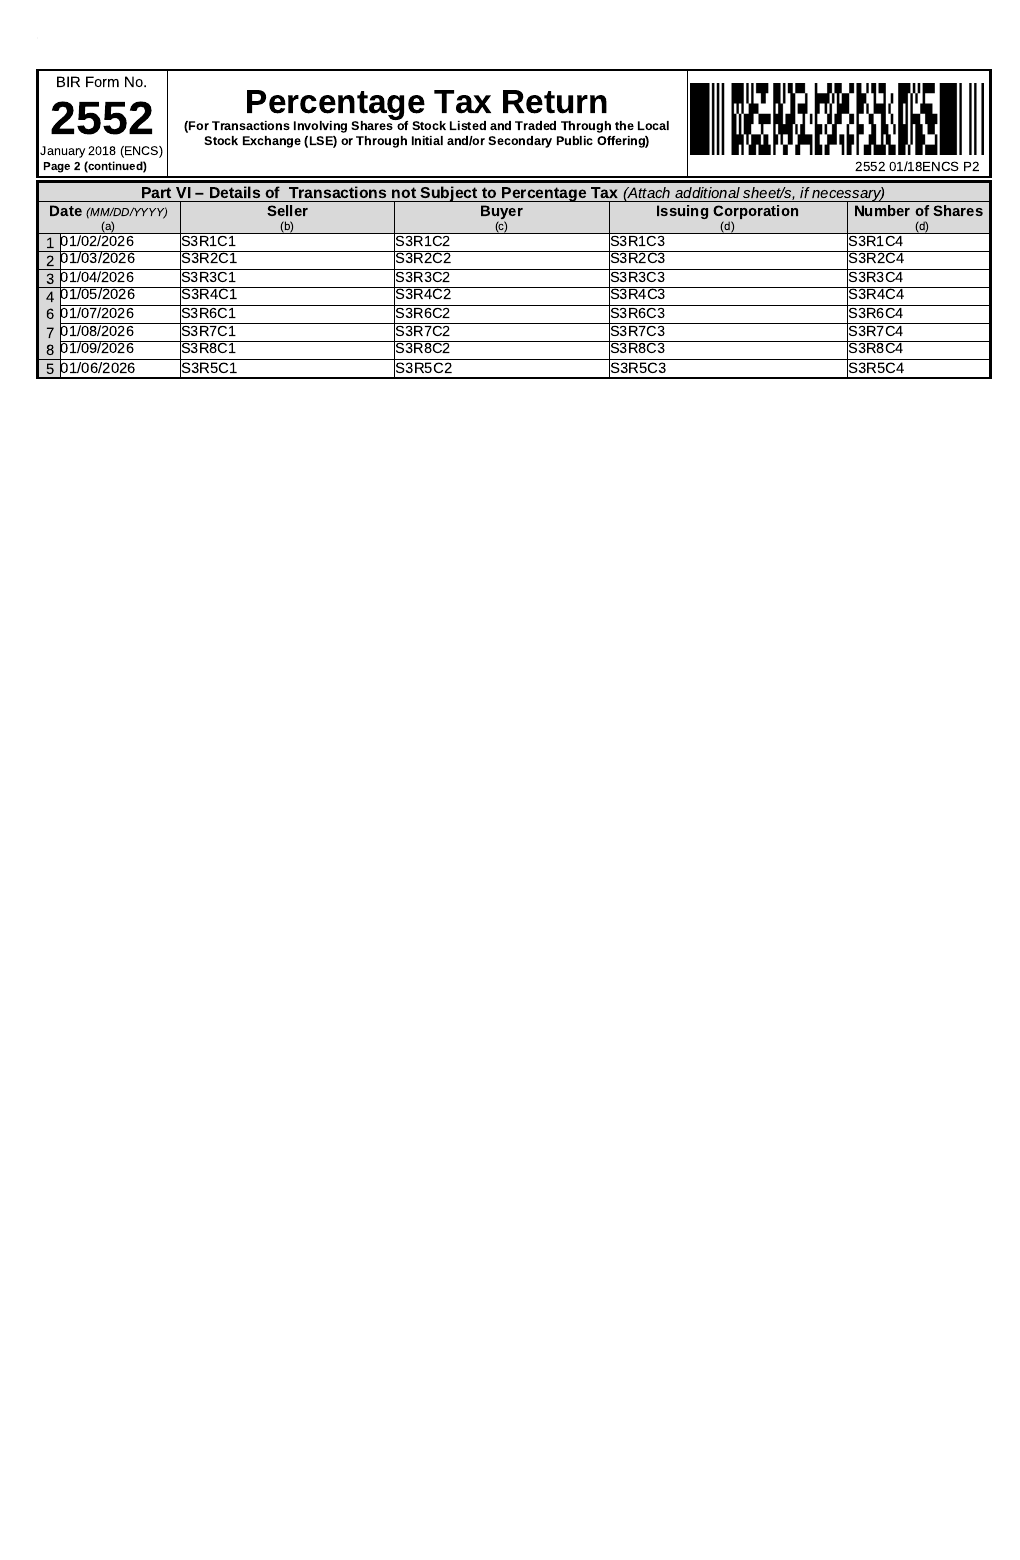 BIR Form No.
2552
January 2018 (ENCS)
Page 2 (continued)
Percentage Tax Return
(For Transactions Involving Shares of Stock Listed and Traded Through the Local
Stock Exchange (LSE) or Through Initial and/or Secondary Public Offering)
2552 01/18ENCS P2
Part VI – Details of Transactions not Subject to Percentage Tax (Attach additional sheet/s, if necessary)
Date (MM/DD/YYYY) Seller Buyer Issuing Corporation Number of Shares
(a) (b) (c) (d) (d)
1 01/02/2026 S3R1C1 S3R1C2 S3R1C3 S3R1C4
2 01/03/2026 S3R2C1 S3R2C2 S3R2C3 S3R2C4
3 01/04/2026 S3R3C1 S3R3C2 S3R3C3 S3R3C4
4 01/05/2026 S3R4C1 S3R4C2 S3R4C3 S3R4C4
6 01/07/2026 S3R6C1 S3R6C2 S3R6C3 S3R6C4
7 01/08/2026 S3R7C1 S3R7C2 S3R7C3 S3R7C4
8 01/09/2026 S3R8C1 S3R8C2 S3R8C3 S3R8C4
5 01/06/2026 S3R5C1 S3R5C2 S3R5C3 S3R5C4